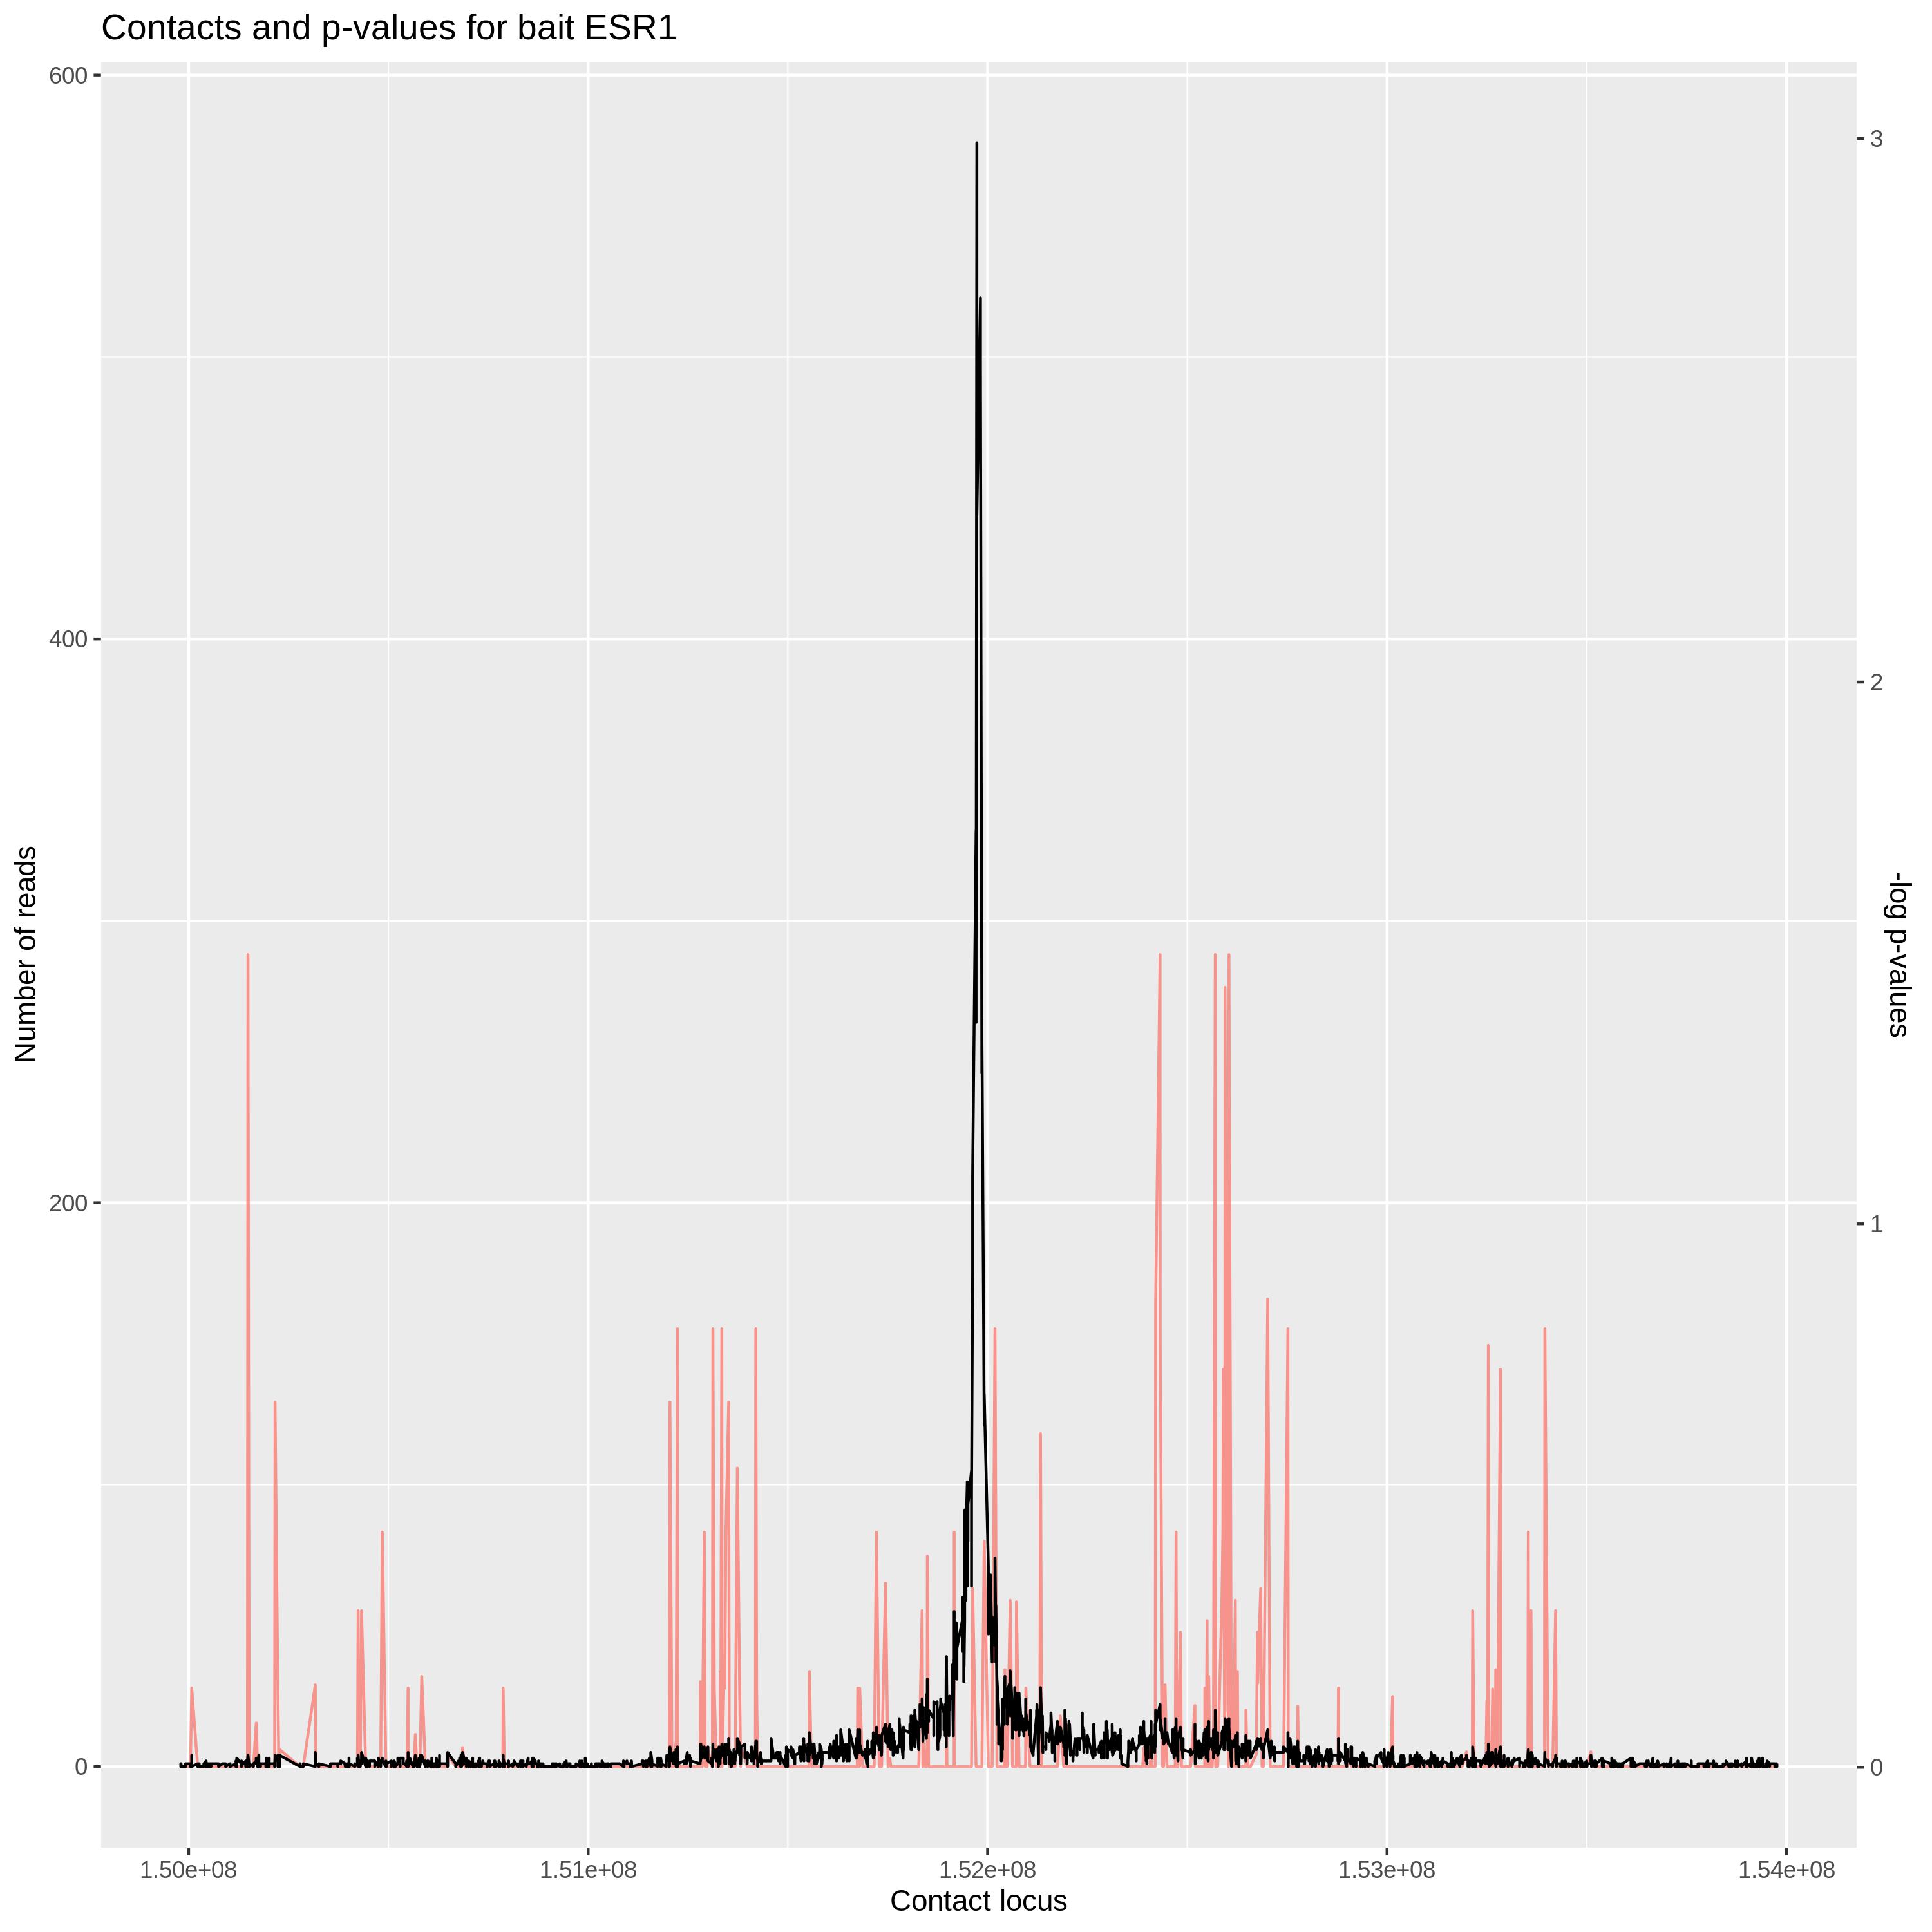 Contacts and p-values for bait ESR1
600
400
200
0
Number of reads
3
2
1
0
-log p-values
1.50e+08
1.51e+08
1.52e+08
1.53e+08
1.54e+08
Contact locus